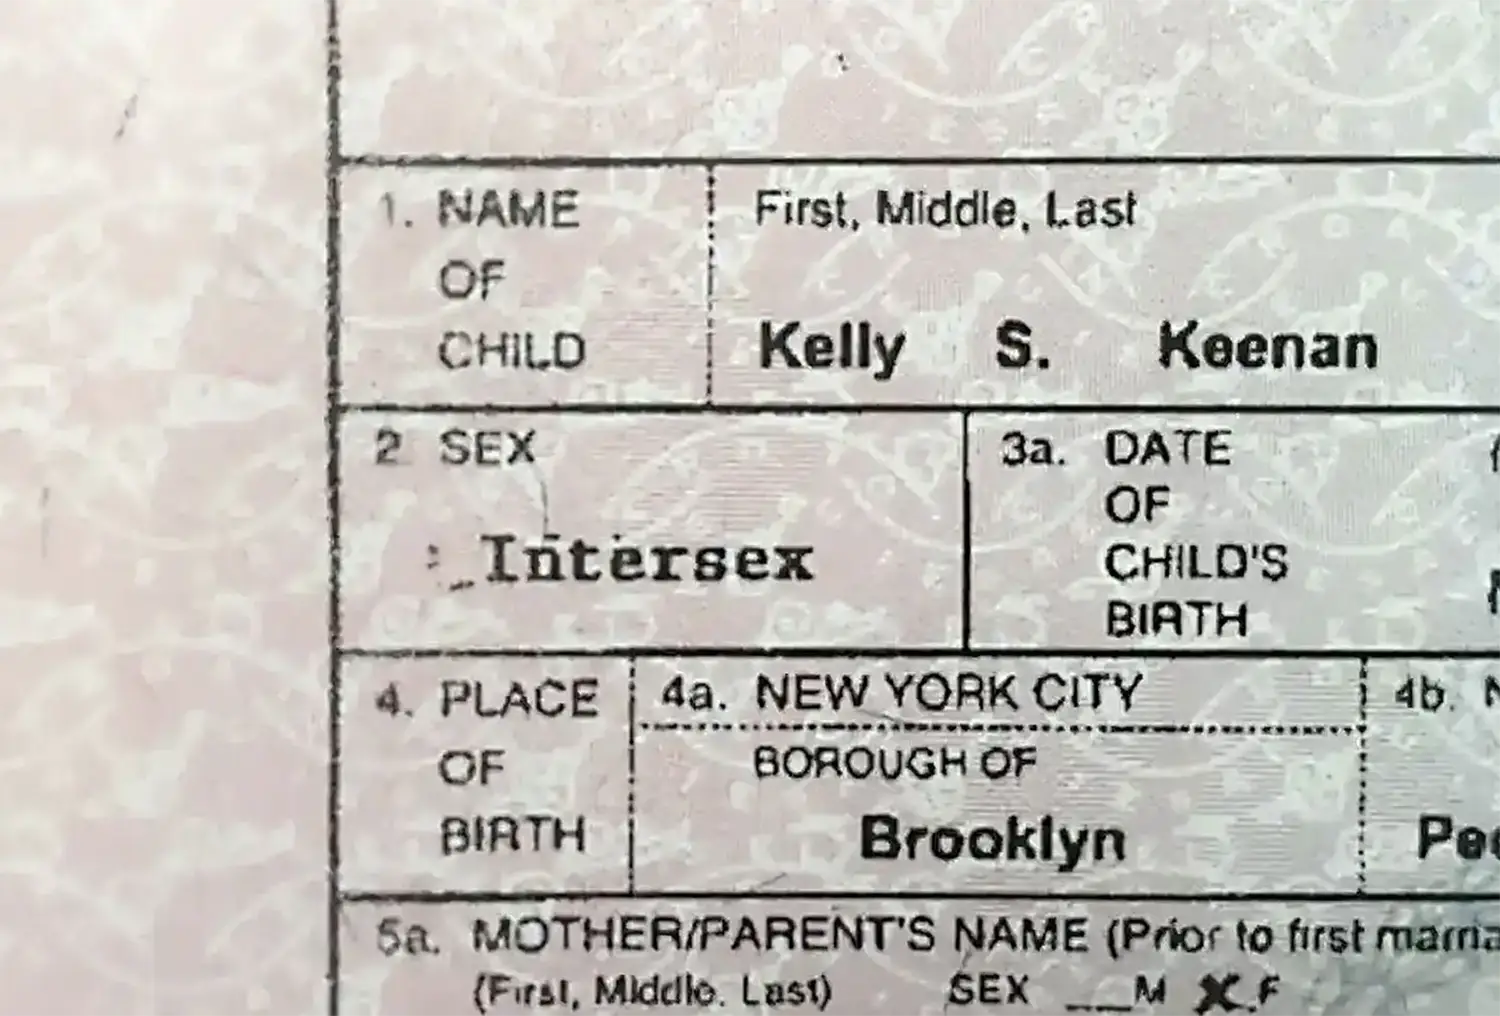 1. NAME OF CHILD
First, Middle, Last
Kelly S. Keenan
2 SEX
Intersex
3a. DATE OF CHILD'S BIRTH
4. PLACE OF BIRTH
4a. NEW YORK CITY
BOROUGH OF
Brooklyn
4b.
5a. MOTHER/PARENT'S NAME (Prior to first
(First, Middle, Last) SEX __M X F